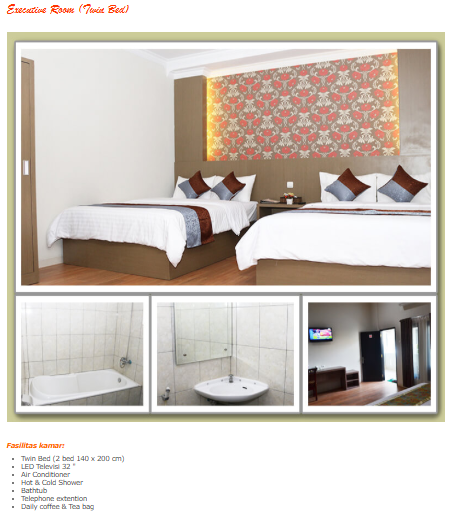 Executive Room (Twin Bed)
Fasilitas kamar:
Twin Bed (2 bed 140 x 200 cm)
LED Televisi 32 "
Air Conditioner
Hot & Cold Shower
Bathtub
Telephone extention
Daily coffee & Tea bag